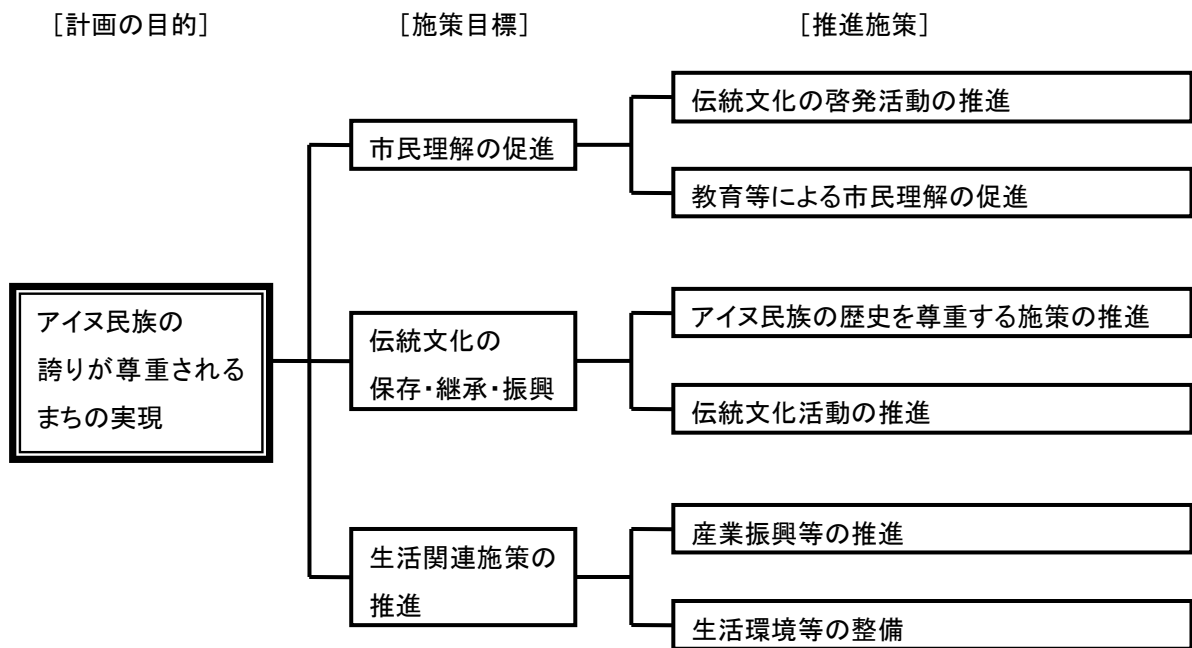 [計画の目的]
[施策目標]
[推進施策]
伝統文化の啓発活動の推進
市民理解の促進
教育等による市民理解の促進
アイヌ民族の
誇りが尊重される
まちの実現
アイヌ民族の歴史を尊重する施策の推進
伝統文化の
保存・継承・振興
伝統文化活動の推進
産業振興等の推進
生活関連施策の
推進
生活環境等の整備